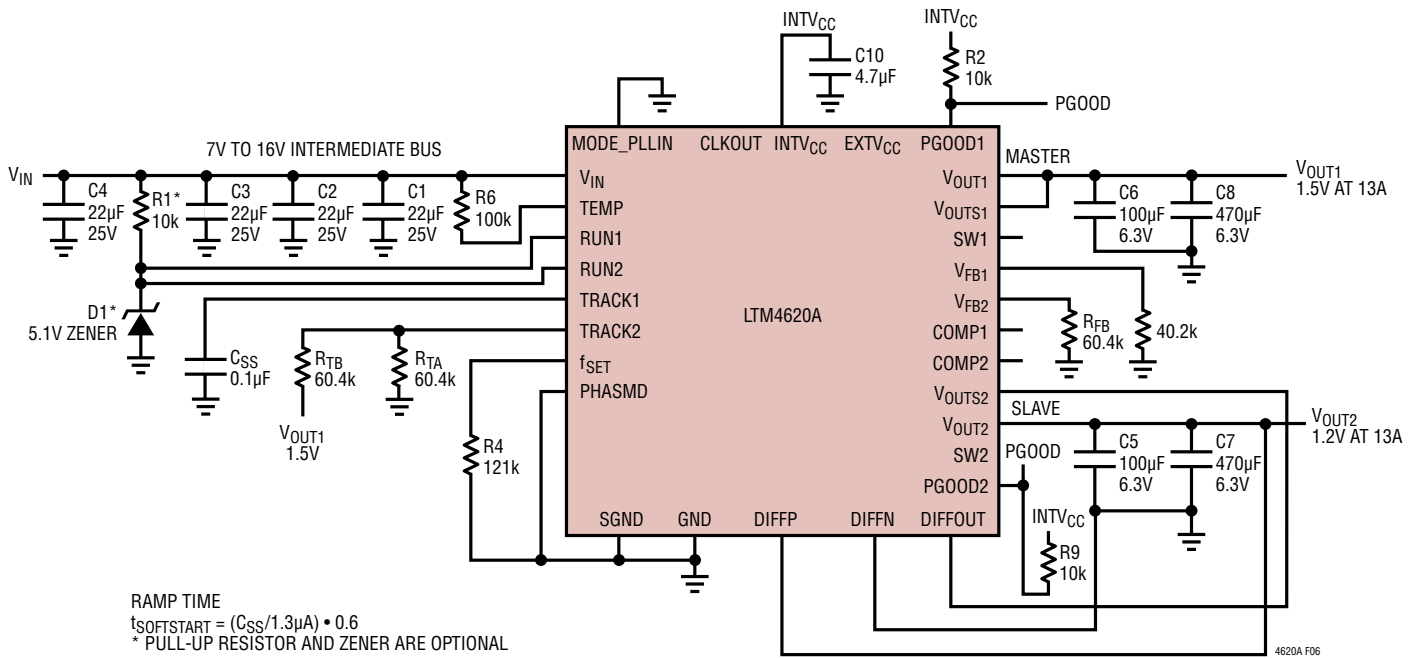 INTVCC
INTVCC
C10
4.7µF
R2
10k
PGOOD
7V TO 16V INTERMEDIATE BUS
MODE_PLLIN
CLKOUT
INTVCC
EXTVCC
PGOOD1
MASTER
VIN
C4
22µF
25V
R1*
10k
C3
22µF
25V
C2
22µF
25V
C1
22µF
25V
R6
100k
VIN
TEMP
RUN1
RUN2
TRACK1
TRACK2
fSET
PHASMD
LTM4620A
VOUT1
VOUTS1
SW1
VFB1
VFB2
COMP1
COMP2
VOUTS2
VOUT2
SW2
PGOOD2
C6
100µF
6.3V
C8
470µF
6.3V
VOUT1
1.5V AT 13A
D1*
5.1V ZENER
CSS
0.1µF
RTB
60.4k
RTA
60.4k
VOUT1
1.5V
R4
121k
RFB
60.4k
40.2k
SLAVE
VOUT2
1.2V AT 13A
C5
100µF
6.3V
C7
470µF
6.3V
PGOOD
INTVCC
R9
10k
SGND
GND
DIFFP
DIFFN
DIFFOUT
RAMP TIME
tSOFTSTART = (CSS/1.3µA) • 0.6
* PULL-UP RESISTOR AND ZENER ARE OPTIONAL
4620A F06